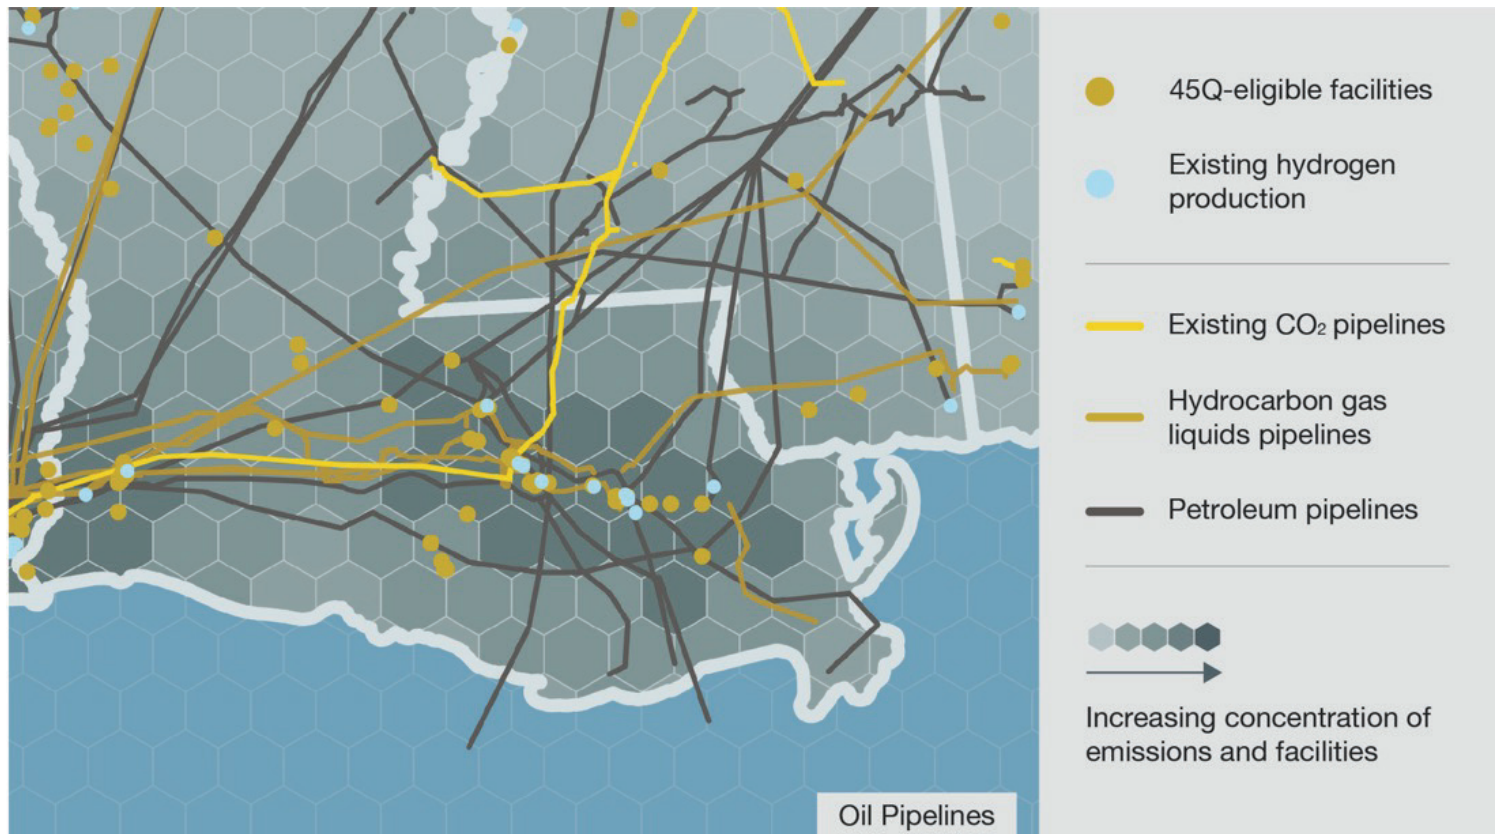 45Q-eligible facilities
Existing hydrogen
production
Existing CO₂ pipelines
Hydrocarbon gas
liquids pipelines
Petroleum pipelines
Increasing concentration of
emissions and facilities
Oil Pipelines